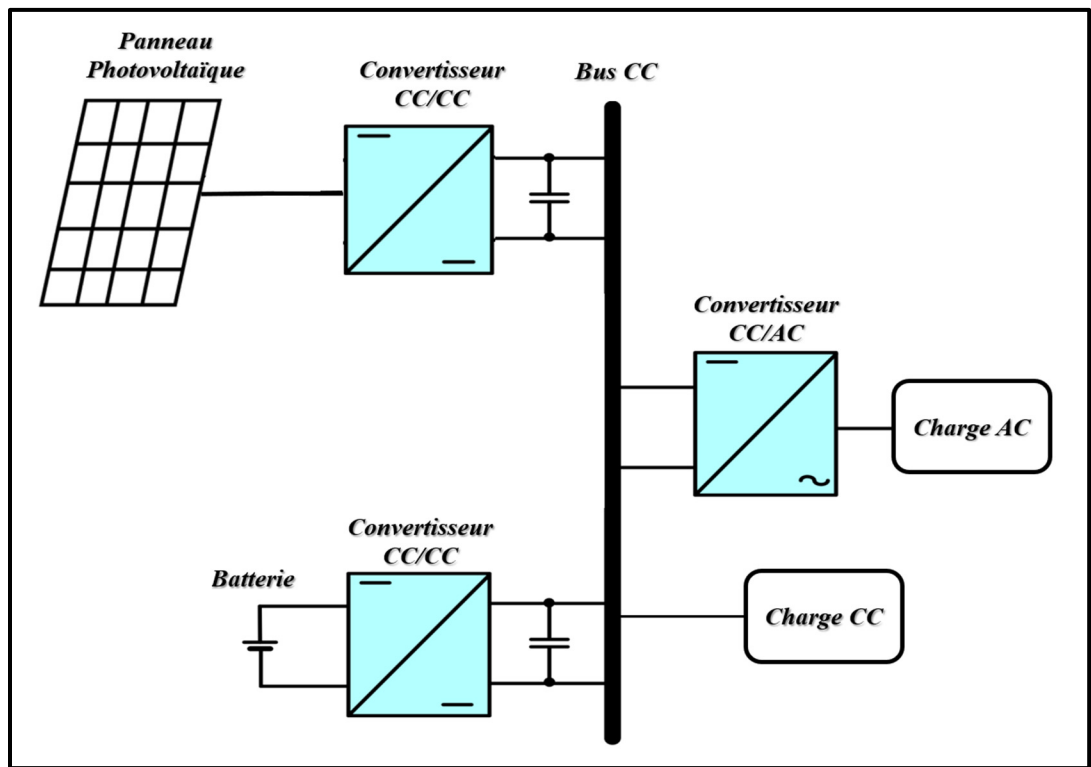 Panneau
Photovoltaïque
Convertisseur
CC/CC
Bus CC
Convertisseur
CC/AC
Charge AC
Convertisseur
CC/CC
Batterie
Charge CC